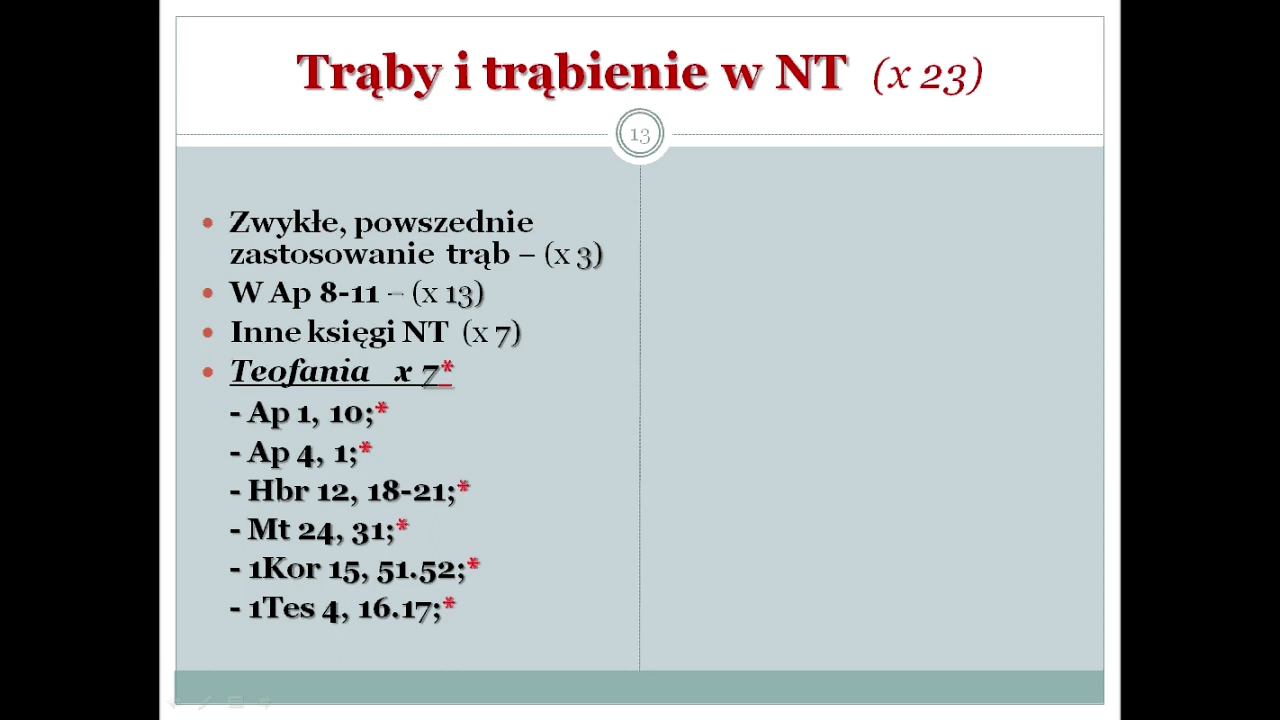 Trąby i trąbienie w NT (x 23)
13
• Zwykłe, powszednie
zastosowanie trąb – (x 3)
• W Ap 8-11 – (x 13)
• Inne księgi NT (x 7)
• Teofania x 7*
- Ap 1, 10;*
- Ap 4, 1;*
- Hbr 12, 18-21;*
- Mt 24, 31;*
- 1Kor 15, 51.52;*
- 1Tes 4, 16.17;*